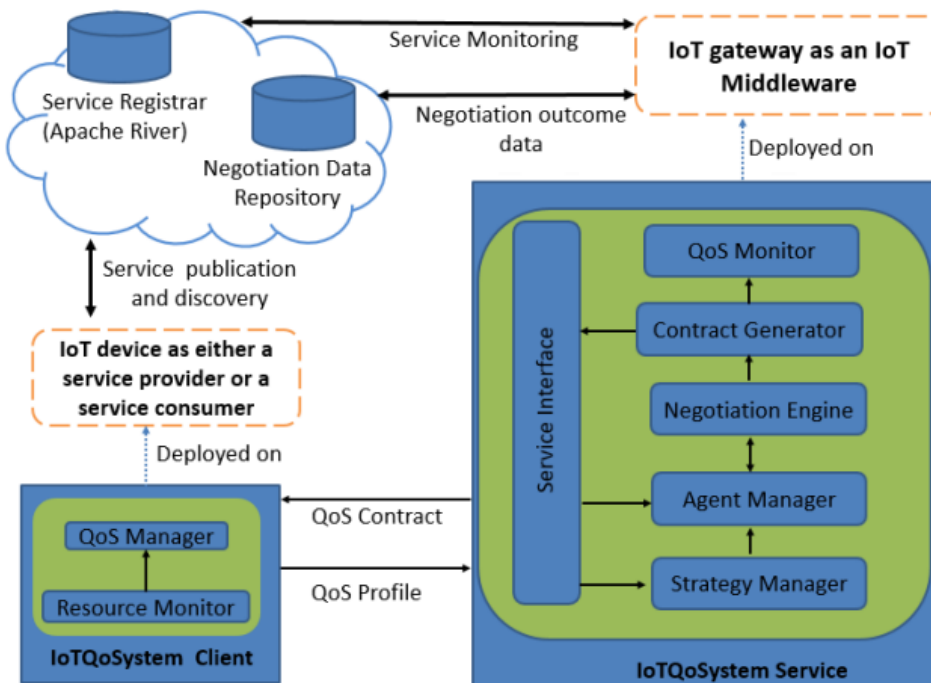 Service Monitoring
IoT gateway as an IoT
Middleware
Service Registrar
(Apache River)
Negotiation outcome
data
Negotiation Data
Repository
Deployed on
Service publication
and discovery
IoT device as either a
service provider or a
service consumer
Deployed on
QoS Contract
QoS Profile
QoS Manager
Resource Monitor
IoTQoSystem Client
Service Interface
QoS Monitor
Contract Generator
Negotiation Engine
Agent Manager
Strategy Manager
IoTQoSystem Service